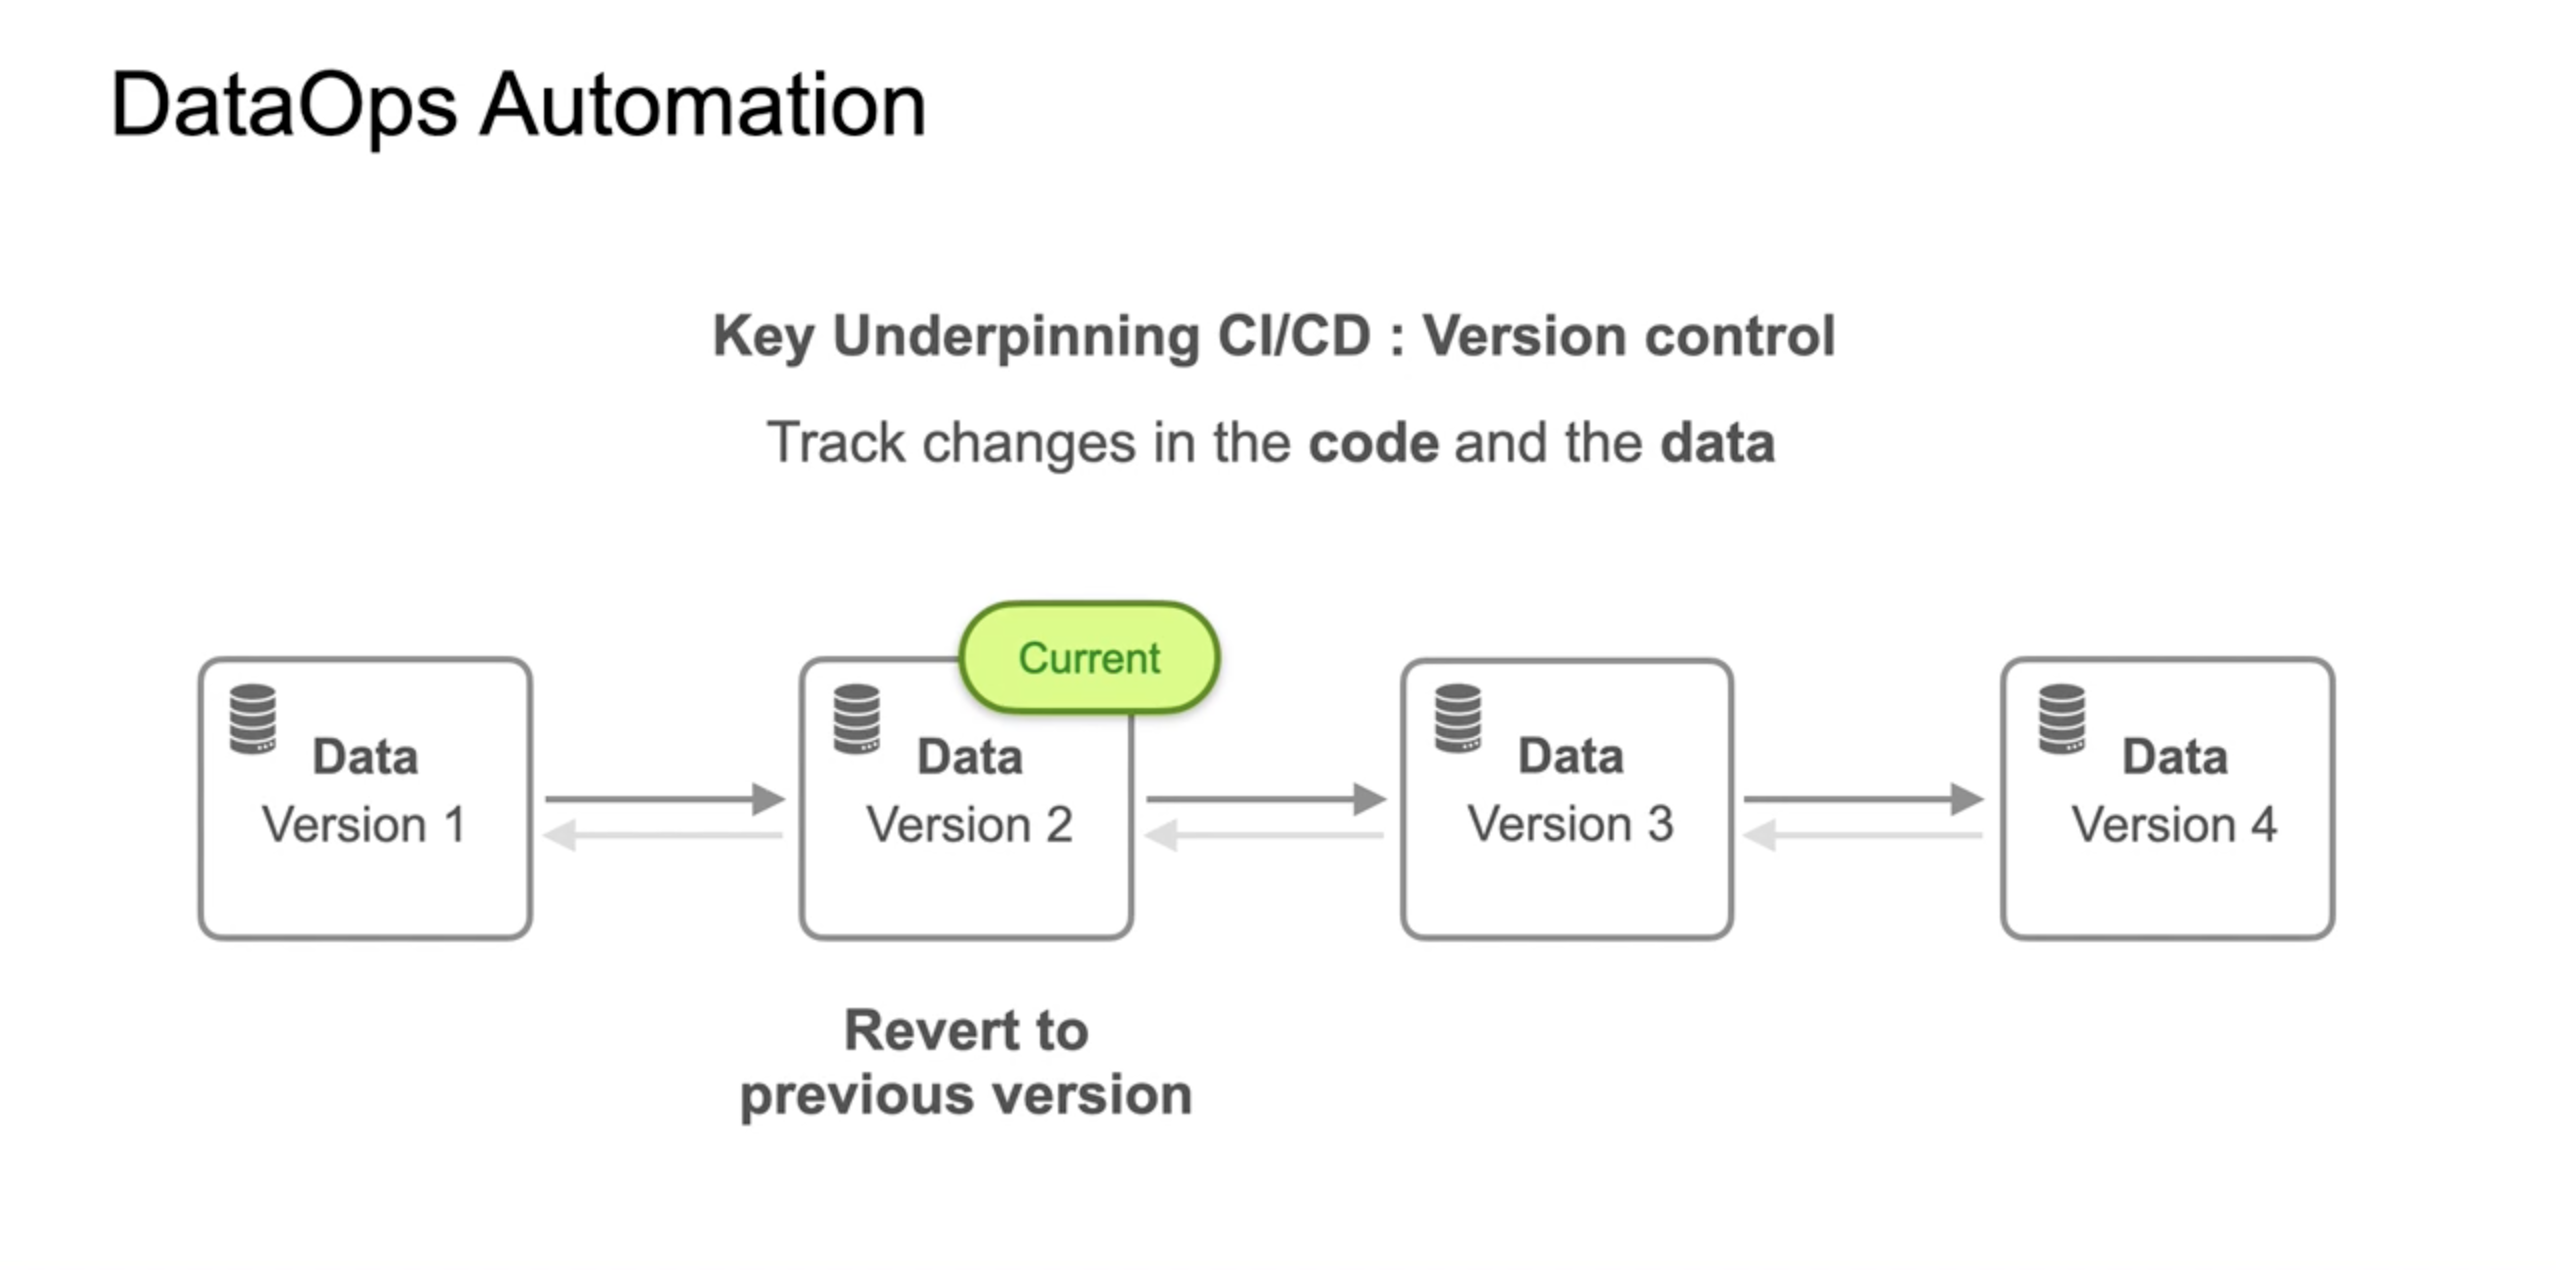 DataOps Automation
Key Underpinning CI/CD : Version control
Track changes in the code and the data
Current
Data
Version 1
Data
Version 2
Data
Version 3
Data
Version 4
Revert to
previous version